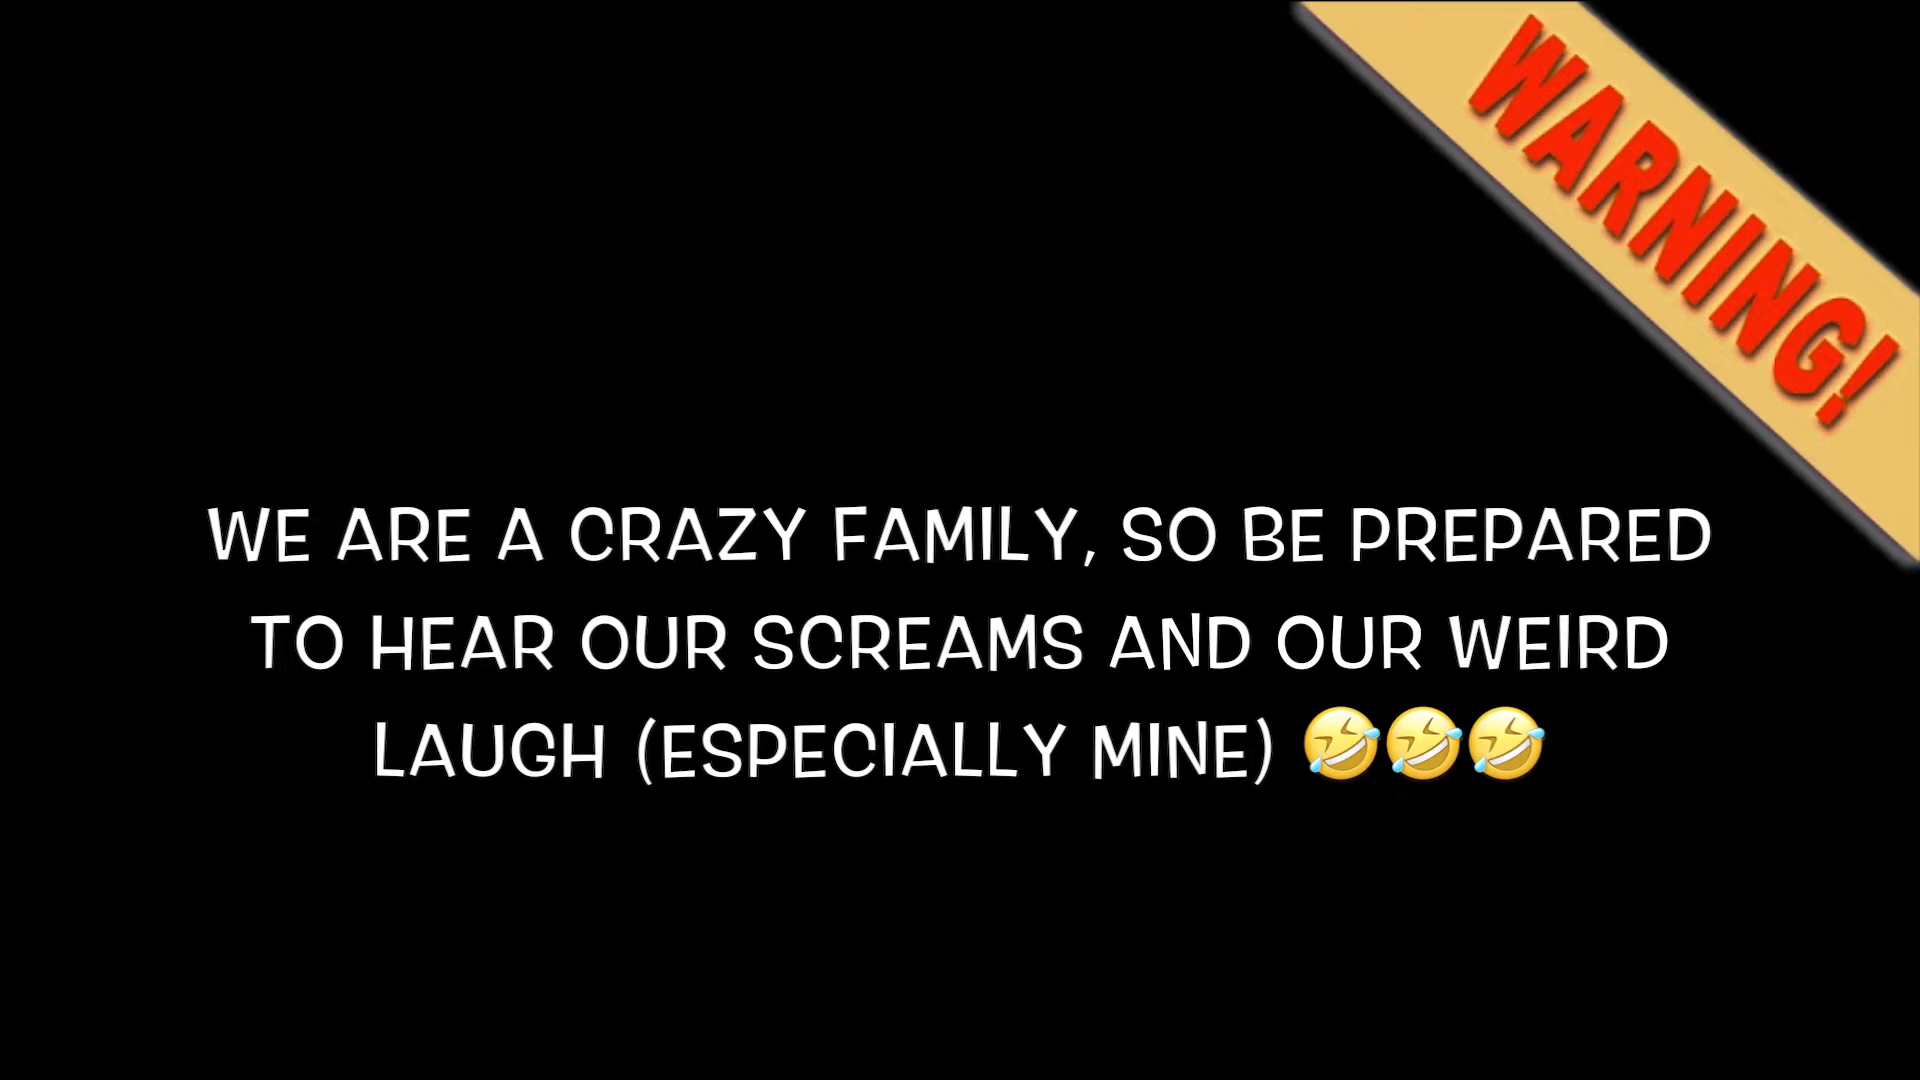 WARNING!
WE ARE A CRAZY FAMILY, SO BE PREPARED
TO HEAR OUR SCREAMS AND OUR WEIRD
LAUGH (ESPECIALLY MINE) 🤣🤣🤣